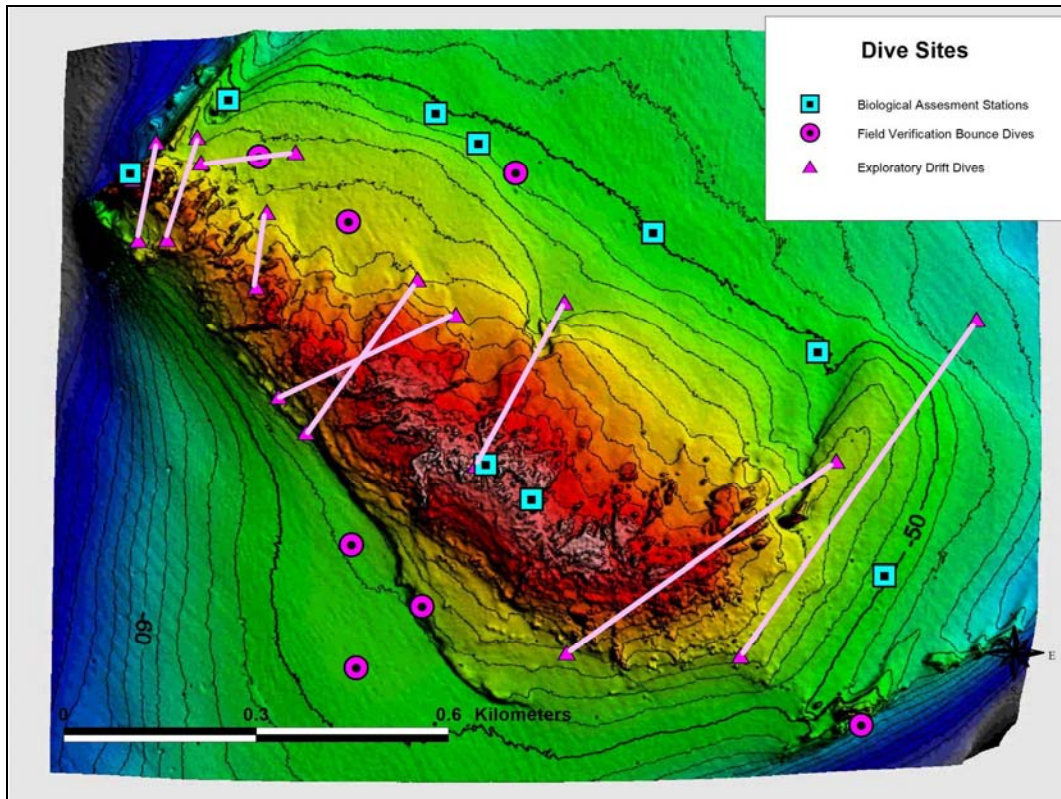 Dive Sites
Biological Assesment Stations
Field Verification Bounce Dives
Exploratory Drift Dives
-50
-60
E
0 0.3 0.6 Kilometers